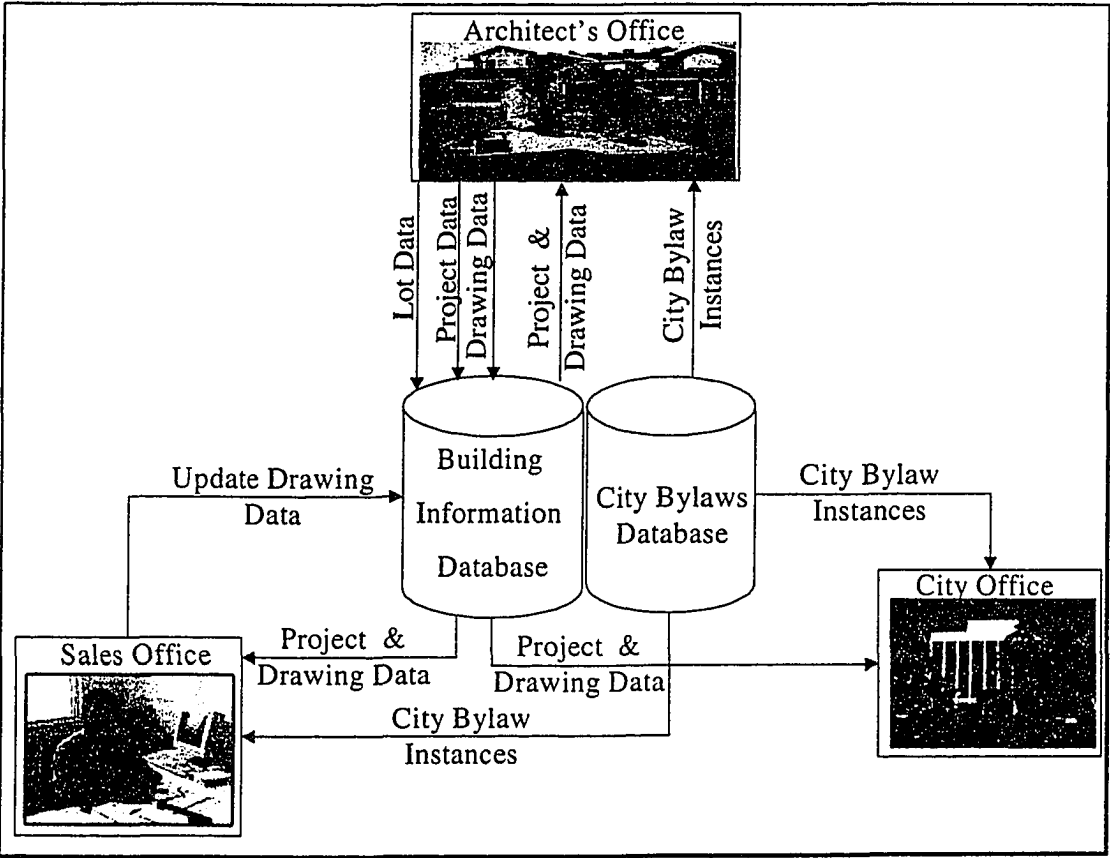 Architect's Office
Lot Data
Project Data
Drawing Data
Project &
Drawing Data
City Bylaw
Instances
Building
Information
Database
City Bylaws
Database
Update Drawing
Data
City Bylaw
Instances
City Office
Sales Office
Project &
Drawing Data
Project &
Drawing Data
City Bylaw
Instances